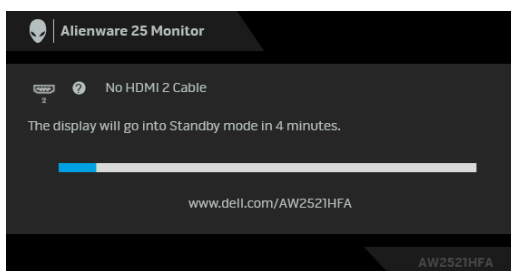 Alienware 25 Monitor
2
? No HDMI 2 Cable
The display will go into Standby mode in 4 minutes.
www.dell.com/AW2521HFA
AW2521HFA